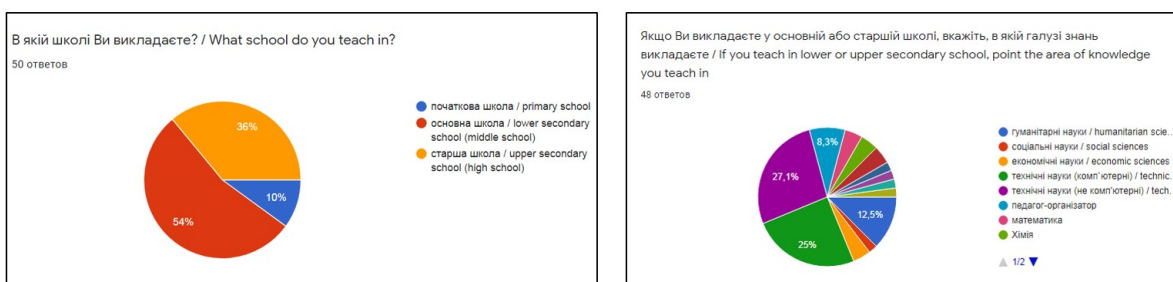 В якій школі Ви викладаєте? / What school do you teach in?
50 ответов
36%
10%
54%
початкова школа / primary school
основна школа / lower secondary
school (middle school)
старша школа / upper secondary
school (high school)
Якщо Ви викладаєте у основній або старшій школі, вкажіть, в якій галузі знань
викладаєте / If you teach in lower or upper secondary school, point the area of knowledge
you teach in
48 ответов
8,3%
27,1%
12,5%
25%
гуманітарні науки / humanitarian scie...
соціальні науки / social sciences
економічні науки / economic sciences
технічні науки (комп'ютерні) / technic.
технічні науки (не комп'ютерні) / tech.
педагог-організатор
математика
Хімія
1/2